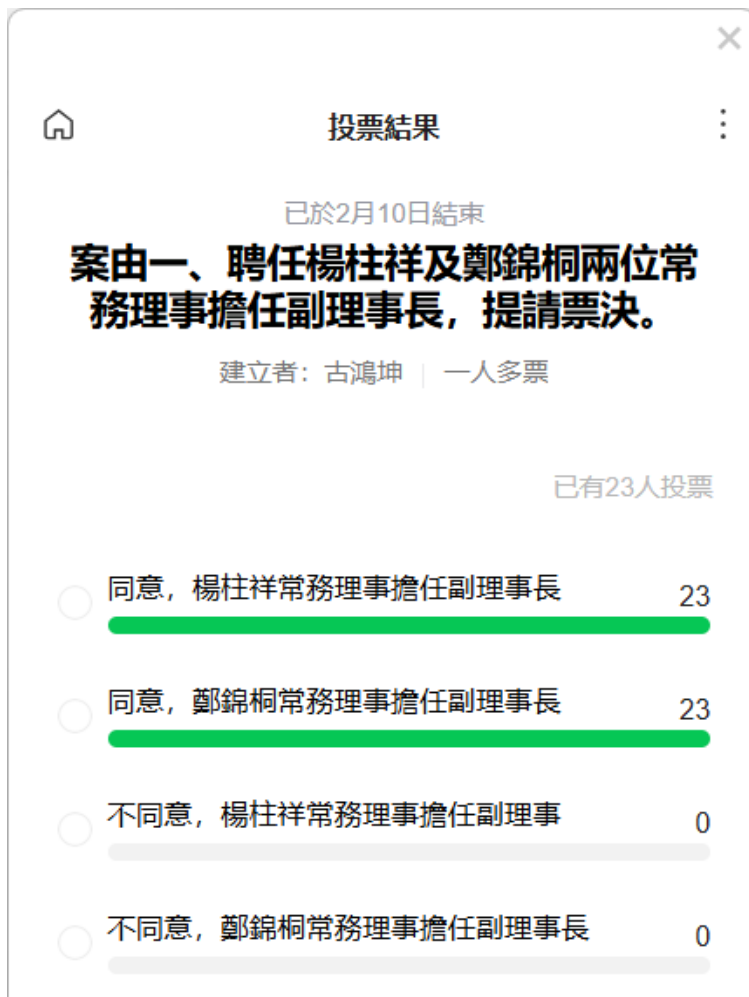 投票結果
已於2月10日結束
案由一、聘任楊柱祥及鄭錦桐兩位常
務理事擔任副理事長，提請票決。
建立者：古鴻坤 | 一人多票
已有23人投票
同意，楊柱祥常務理事擔任副理事長 23
同意，鄭錦桐常務理事擔任副理事長 23
不同意，楊柱祥常務理事擔任副理事 0
不同意，鄭錦桐常務理事擔任副理事長 0